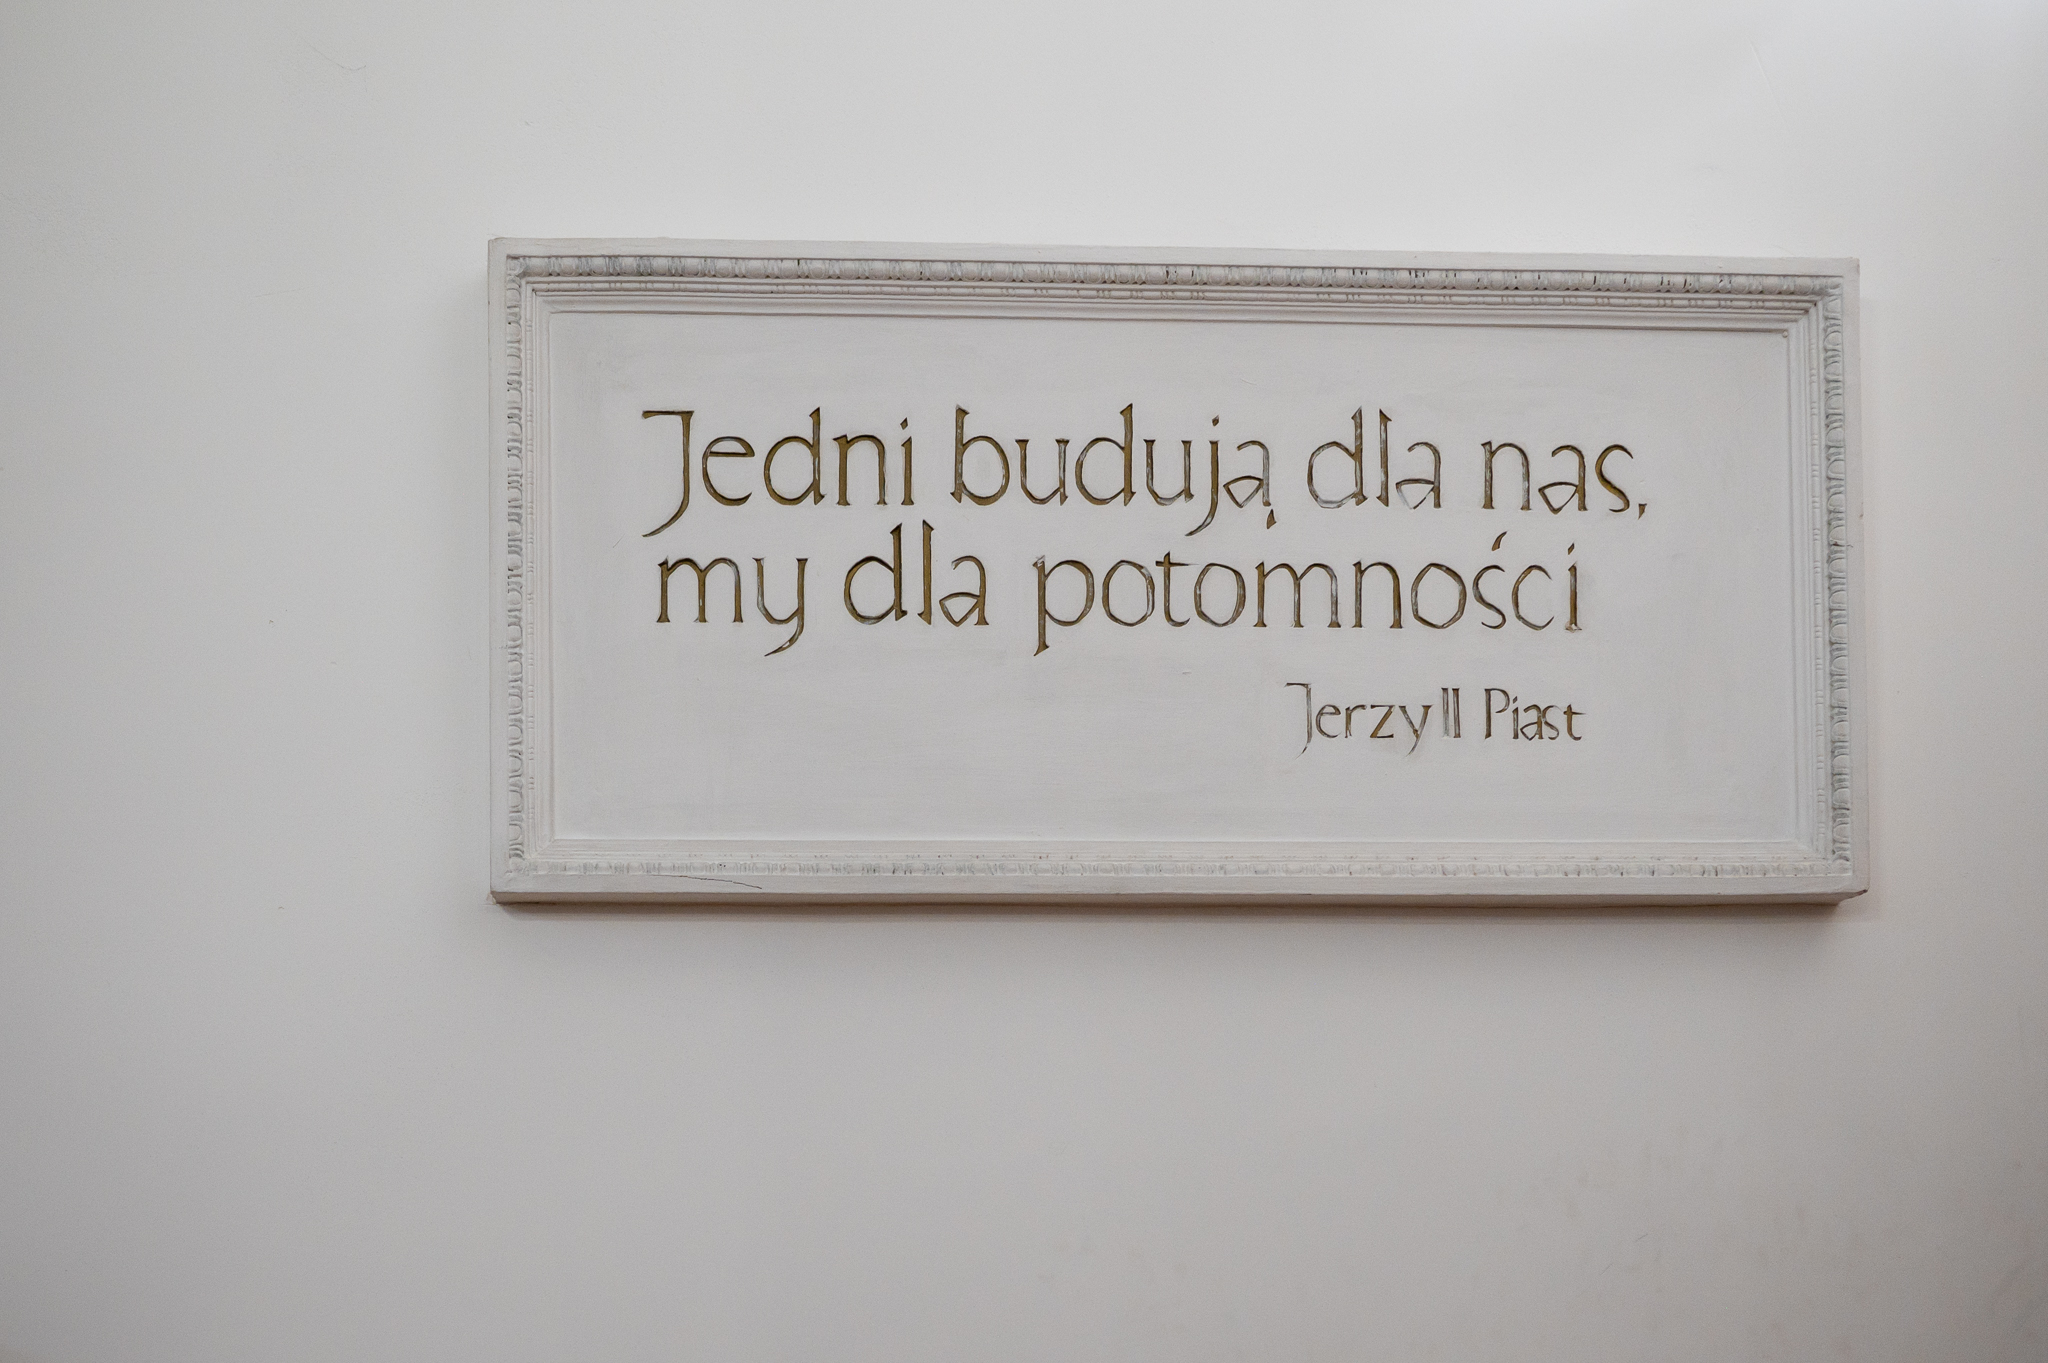 Jedni budują dla nas,
my dla potomności
Jerzy II Piast